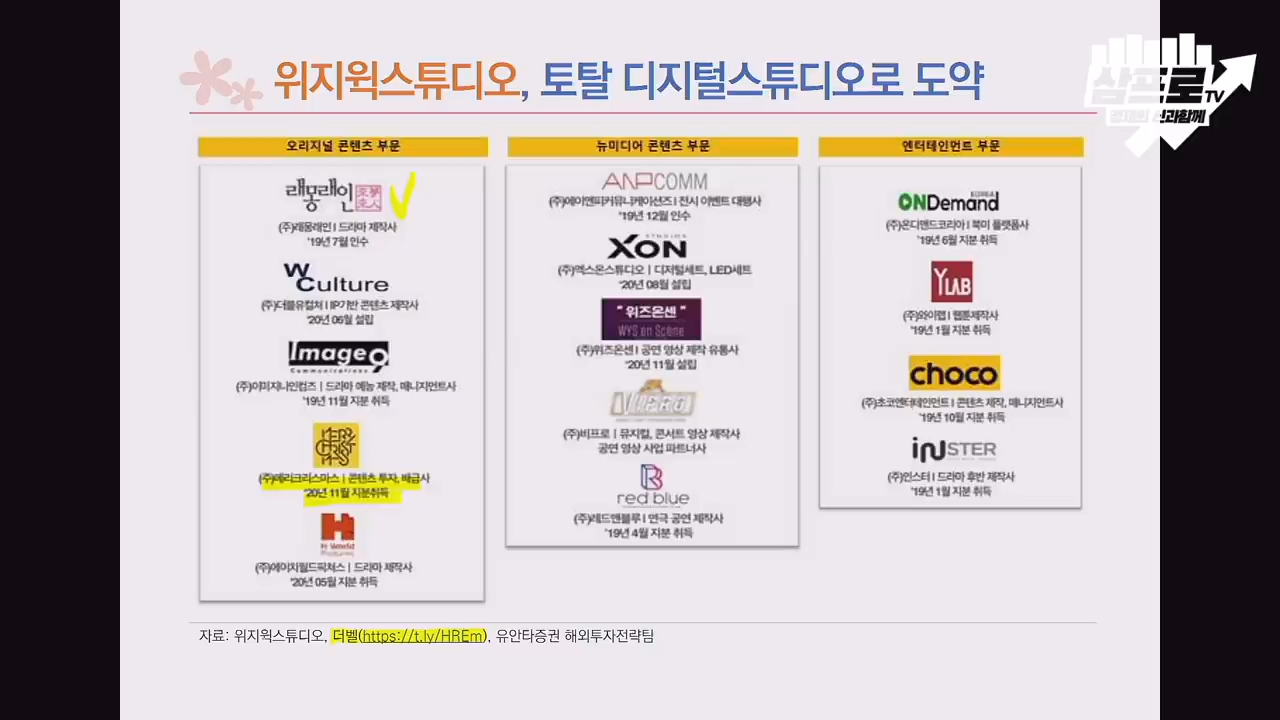 위지윅스튜디오, 토탈 디지털스튜디오로 도약
삼프로TV
오리지널 콘텐츠 부문
래몽래인
(주)래몽래인 | 드라마 제작사
'19년 7월 인수
W Culture
(주)더블유컬쳐 | IP기반 콘텐츠 제작사
'20년 06월 설립
Image9
Communications
(주)이미지나인컴즈 | 드라마 예능 제작, 매니지먼트사
'19년 11월 지분 취득
MERRY CHRISTMAS
(주)메리크리스마스 | 콘텐츠 투자, 배급사
'20년 11월 지분취득
H World Pictures
(주)에이치월드픽쳐스 | 드라마 제작사
'20년 05월 지분 취득
뉴미디어 콘텐츠 부문
ANPCOMM
(주)에이앤피커뮤니케이션즈 | 전시 이벤트 대행사
'19년 12월 인수
STUDIOS
XON
(주)엑스온스튜디오 | 디지털세트, LED세트
'20년 08월 설립
" 위즈온센 "
WYS en Scène
(주)위즈온센 | 공연 영상 제작 유통사
'20년 11월 설립
VIPRO
(주)비프로 | 뮤지컬, 콘서트 영상 제작사
공연 영상 사업 파트너사
red blue
(주)레드앤블루 | 연극 공연 제작사
'19년 4월 지분 취득
엔터테인먼트 부문
KOREA
ONDemand
(주)온디맨드코리아 | 북미 플랫폼사
'19년 6월 지분 취득
YLAB
(주)와이랩 | 웹툰제작사
'19년 1월 지분 취득
choco
(주)초코엔터테인먼트 | 콘텐츠 제작, 매니지먼트사
'19년 10월 지분 취득
INSTER
(주)인스터 | 드라마 후반 제작사
'19년 1월 지분 취득
자료: 위지윅스튜디오, 더벨(https://t.ly/HREm), 유안타증권 해외투자전략팀